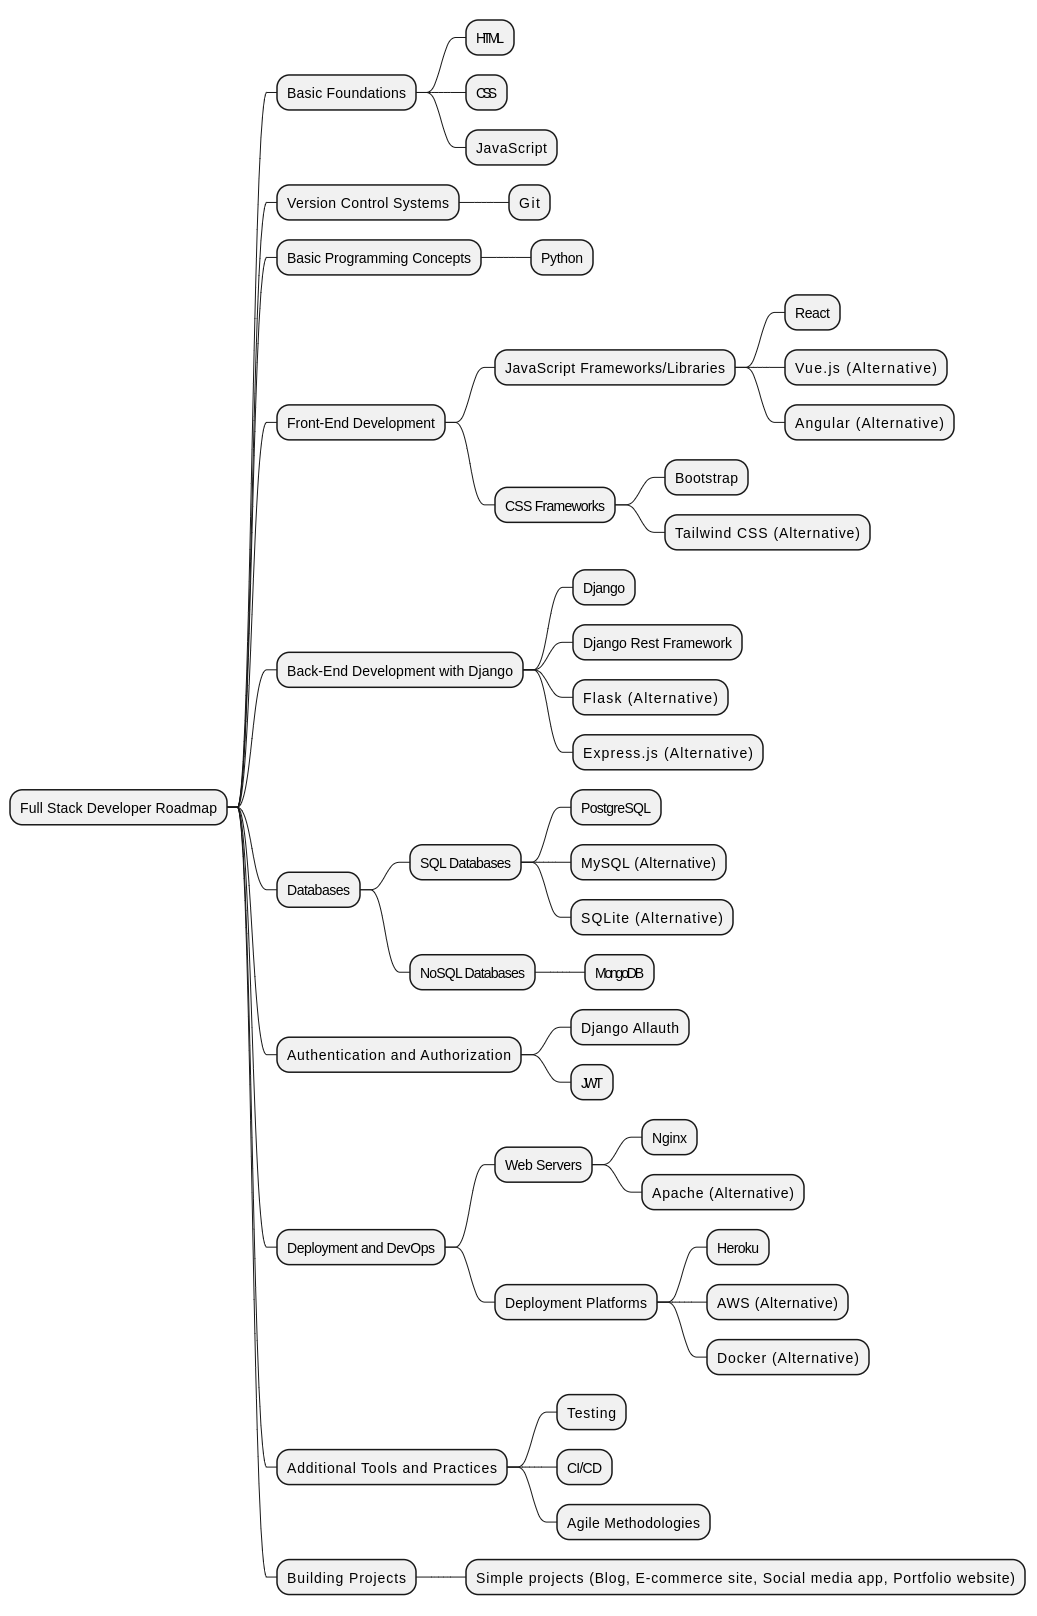 Full Stack Developer Roadmap
Basic Foundations
HTML
CSS
JavaScript
Version Control Systems
Git
Basic Programming Concepts
Python
Front-End Development
JavaScript Frameworks/Libraries
React
Vue.js (Alternative)
Angular (Alternative)
CSS Frameworks
Bootstrap
Tailwind CSS (Alternative)
Back-End Development with Django
Django
Django Rest Framework
Flask (Alternative)
Express.js (Alternative)
Databases
SQL Databases
PostgreSQL
MySQL (Alternative)
SQLite (Alternative)
NoSQL Databases
MongoDB
Authentication and Authorization
Django Allauth
JWT
Deployment and DevOps
Web Servers
Nginx
Apache (Alternative)
Deployment Platforms
Heroku
AWS (Alternative)
Docker (Alternative)
Additional Tools and Practices
Testing
CI/CD
Agile Methodologies
Building Projects
Simple projects (Blog, E-commerce site, Social media app, Portfolio website)